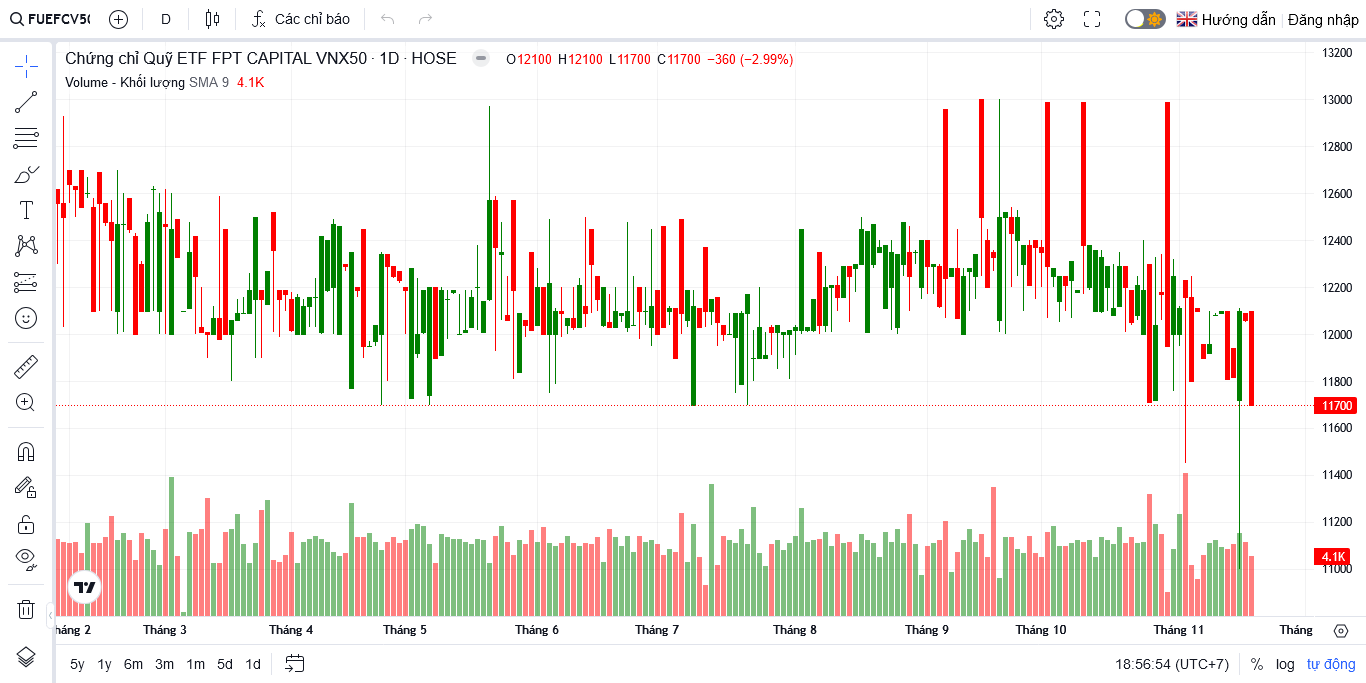 FUEFCV50 D Các chỉ báo Hướng dẫn Đăng nhập
Chứng chỉ Quỹ ETF FPT CAPITAL VNX50 · 1D · HOSE O12100 H12100 L11700 C11700 −360 (−2.99%)
Volume - Khối lượng SMA 9 4.1K
13200
13000
12800
12600
12400
12200
12000
11800
11700
11600
11400
11200
4.1K
11000
háng 2 Tháng 3 Tháng 4 Tháng 5 Tháng 6 Tháng 7 Tháng 8 Tháng 9 Tháng 10 Tháng 11 Tháng
5y 1y 6m 3m 1m 5d 1d 18:56:54 (UTC+7) % log tự động